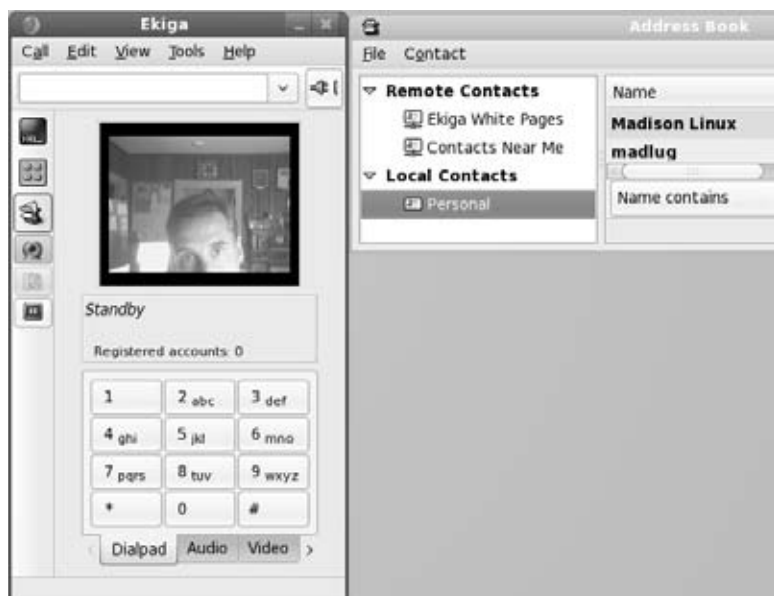 Ekiga
Call Edit View Tools Help
Standby
Registered accounts: 0
1 2 abc 3 def
4 ghi 5 jkl 6 mno
7 pqrs 8 tuv 9 wxyz
* 0 #
Dialpad Audio Video
Address Book
File Contact
Remote Contacts
Ekiga White Pages
Contacts Near Me
Local Contacts
Personal
Name
Madison Linux
madlug
Name contains